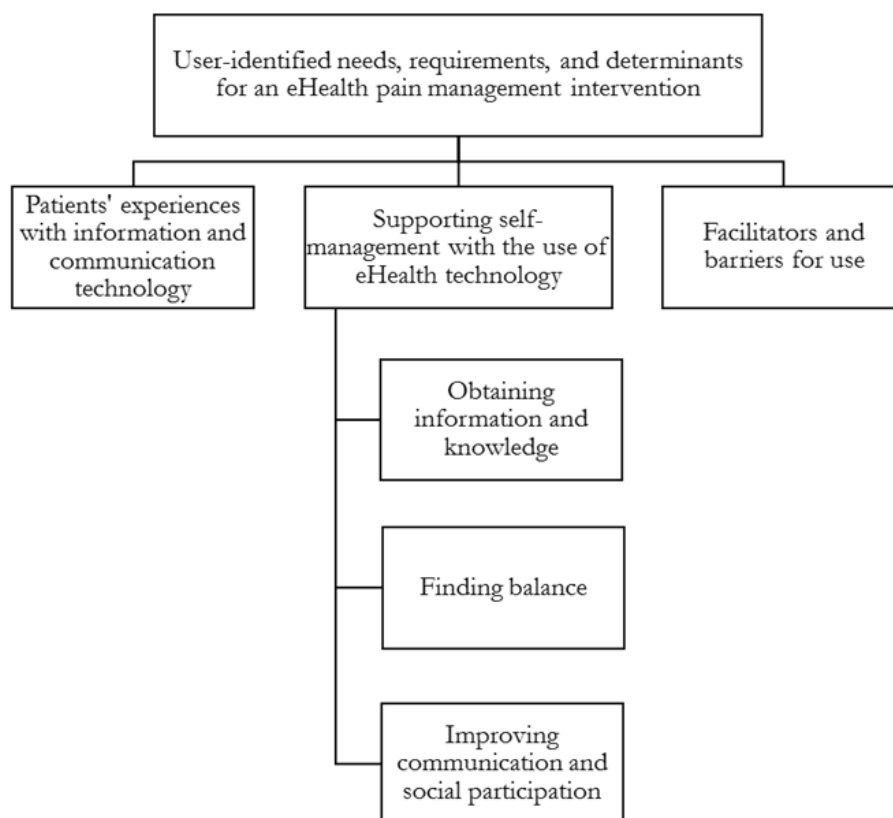 User-identified needs, requirements, and determinants
for an eHealth pain management intervention
Patients' experiences
with information and
communication
technology
Supporting self-
management with the use of
eHealth technology
Facilitators and
barriers for use
Obtaining
information and
knowledge
Finding balance
Improving
communication and
social participation